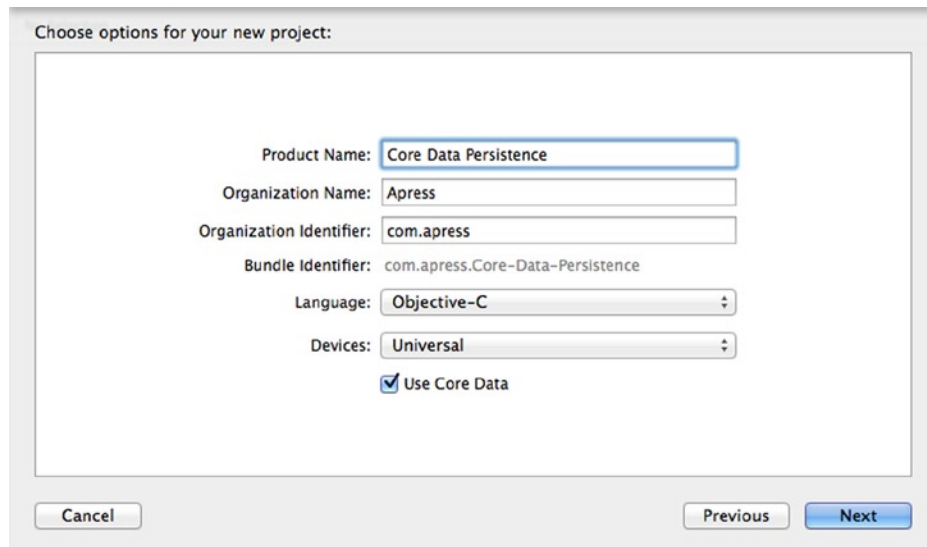 Choose options for your new project:
Product Name: Core Data Persistence
Organization Name: Apress
Organization Identifier: com.apress
Bundle Identifier: com.apress.Core-Data-Persistence
Language: Objective-C
Devices: Universal
Use Core Data
Cancel Previous Next